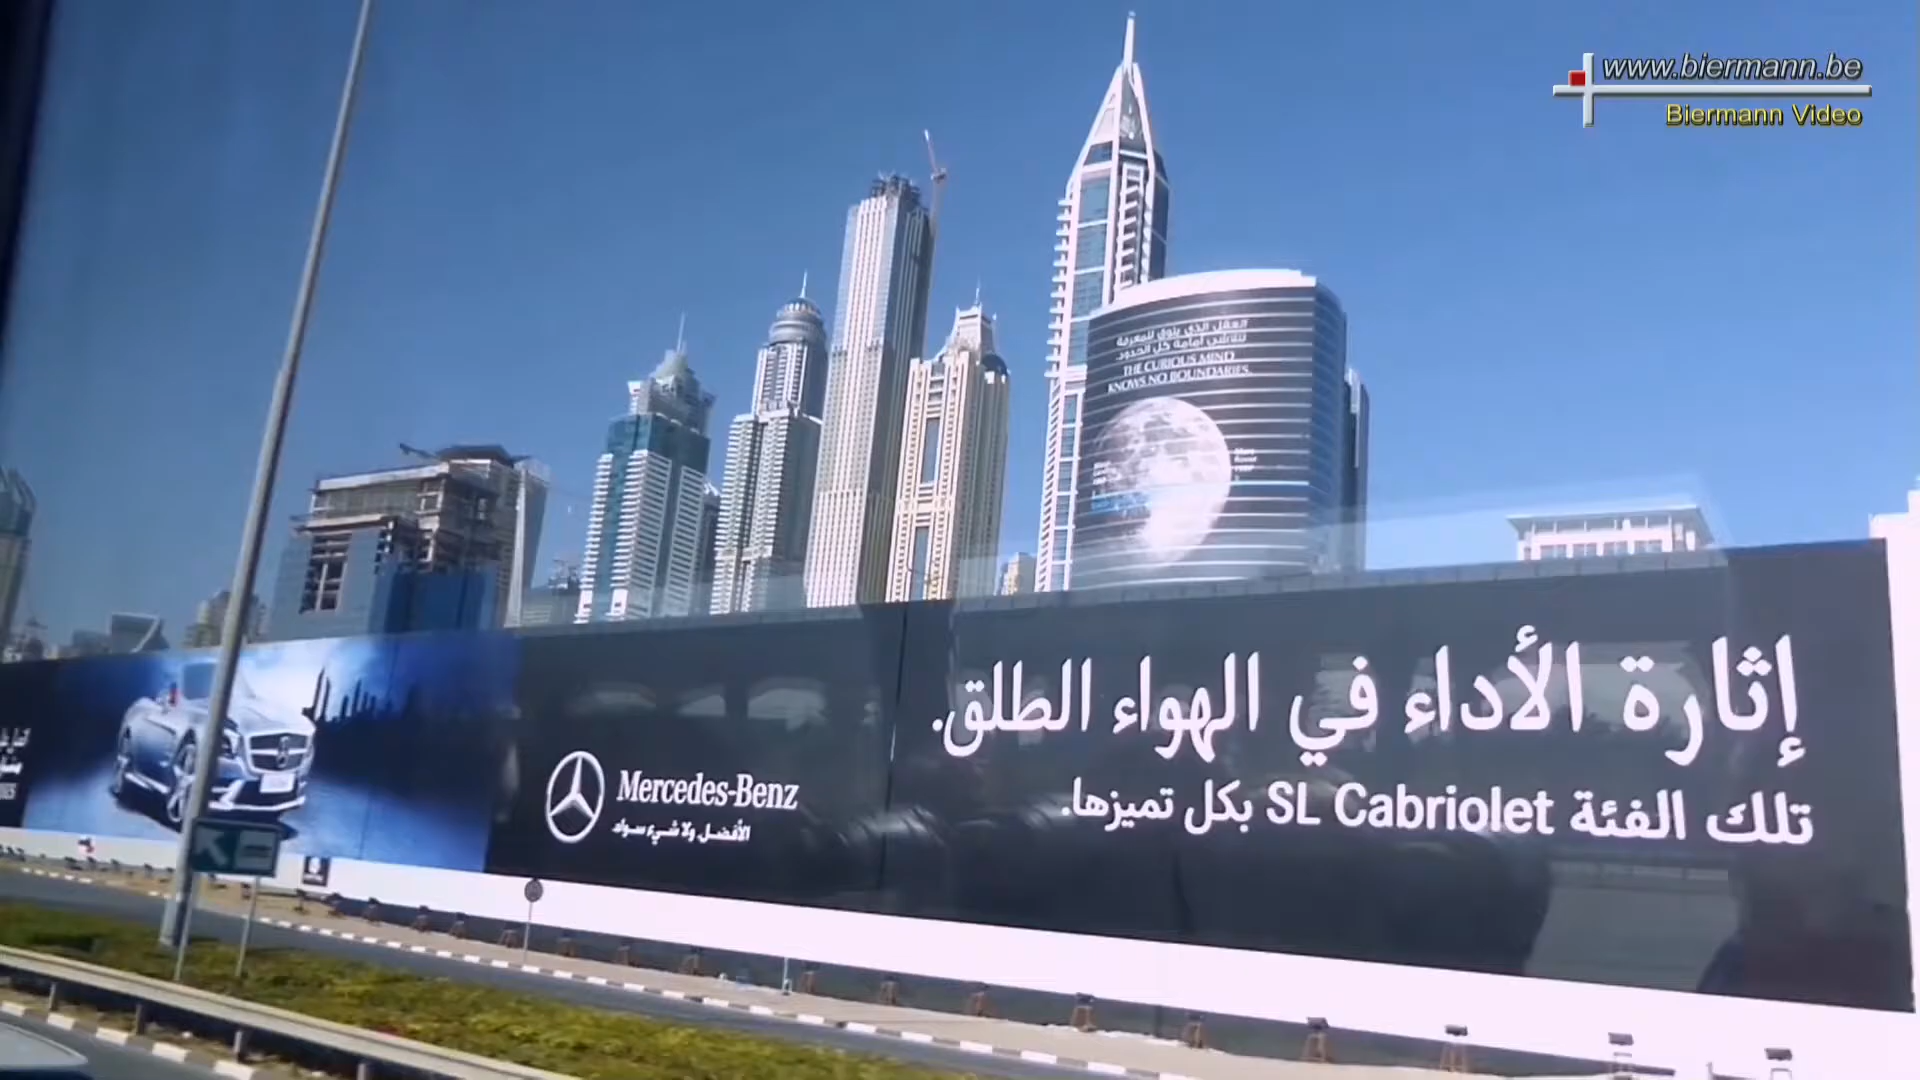 www.biermann.be
Biermann Video
العقل الذي يتوق للمعرفة
تتلاشى أمامه كل الحدود.
THE CURIOUS MIND
KNOWS NO BOUNDARIES.
إثارة الأداء في الهواء الطلق.
تلك الفئة SL Cabriolet بكل تميزها.
Mercedes-Benz
الأفضل ولا شيء سواه